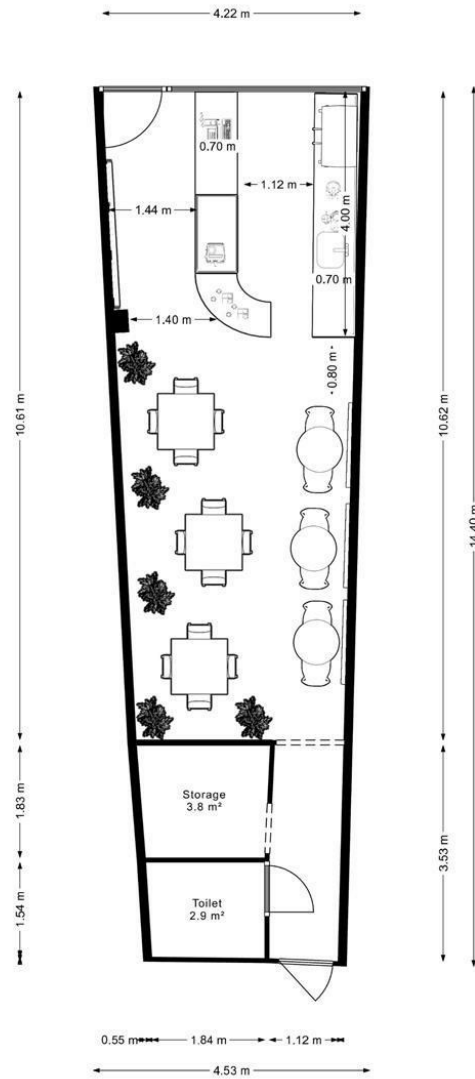 4.22 m
0.70 m
1.12 m
1.44 m
4.00 m
0.70 m
1.40 m
0.80 m
10.61 m
10.62 m
14.40 m
Storage
3.8 m²
1.83 m
3.53 m
Toilet
2.9 m²
1.54 m
0.55 m
1.84 m
1.12 m
4.53 m